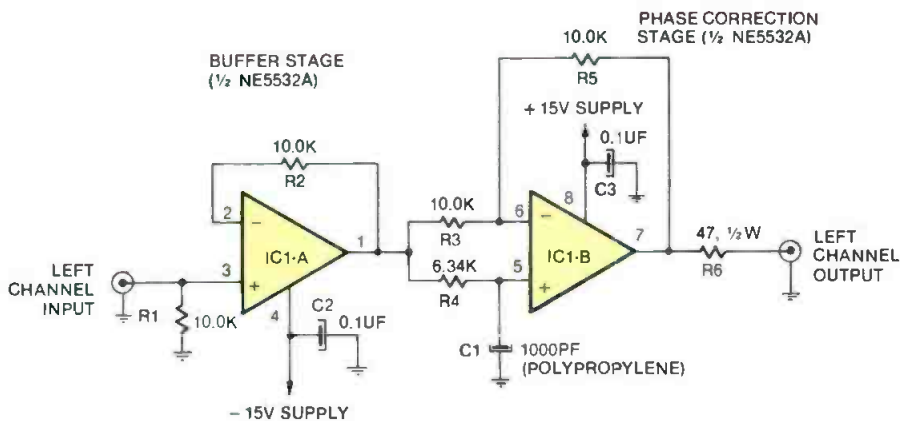 PHASE CORRECTION
STAGE (½ NE5532A)
BUFFER STAGE
(½ NE5532A)
10.0K
R5
+ 15V SUPPLY
0.1UF
C3
10.0K
R2
2
−
IC1-A
1
3
+
4
10.0K
R3
6.34K
R4
6
−
8
IC1-B
7
5
+
47, ½W
R6
LEFT
CHANNEL
OUTPUT
LEFT
CHANNEL
INPUT
R1
10.0K
C2
0.1UF
C1
1000PF
(POLYPROPYLENE)
− 15V SUPPLY